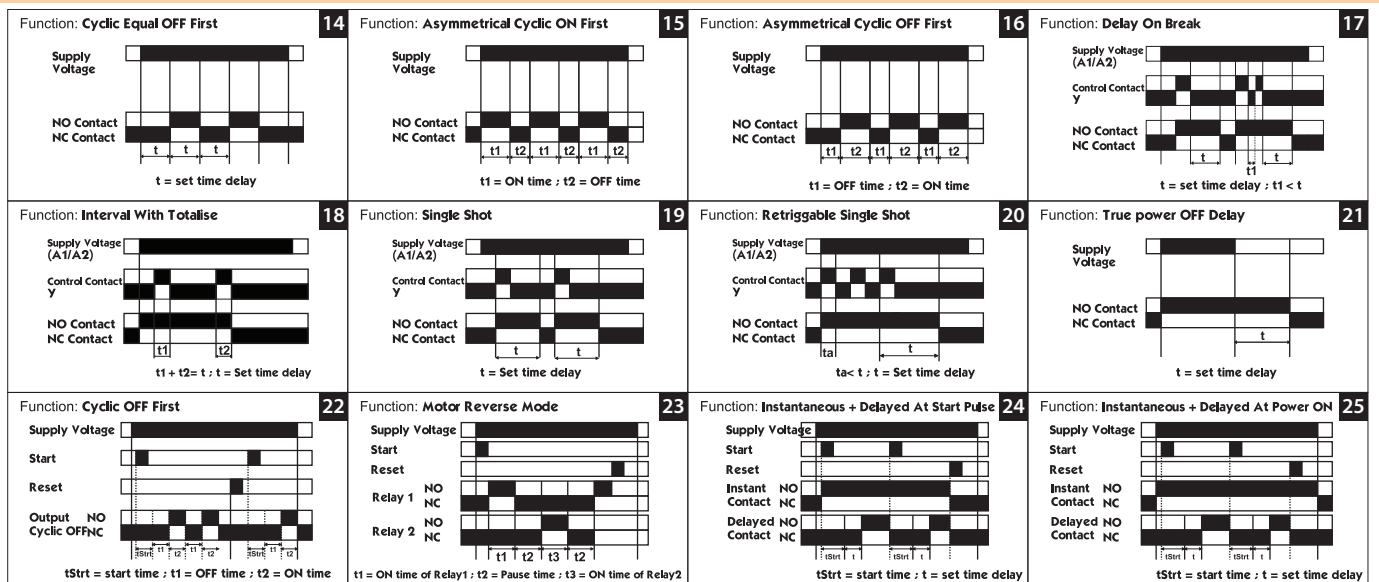 Function: Cyclic Equal OFF First 14
Supply
Voltage
NO Contact
NC Contact
t t t
t = set time delay
Function: Asymmetrical Cyclic ON First 15
Supply
Voltage
NO Contact
NC Contact
t1 t2 t1 t2 t1 t2
t1 = ON time ; t2 = OFF time
Function: Asymmetrical Cyclic OFF First 16
Supply
Voltage
NO Contact
NC Contact
t1 t2 t1 t2 t1 t2
t1 = OFF time ; t2 = ON time
Function: Delay On Break 17
Supply Voltage
(A1/A2)
Control Contact
Y
NO Contact
NC Contact
t t
t1
t = set time delay ; t1 < t
Function: Interval With Totalise 18
Supply Voltage
(A1/A2)
Control Contact
Y
NO Contact
NC Contact
t1 t2
t1 + t2= t ; t = Set time delay
Function: Single Shot 19
Supply Voltage
(A1/A2)
Control Contact
Y
NO Contact
NC Contact
t t
t = Set time delay
Function: Retriggable Single Shot 20
Supply Voltage
(A1/A2)
Control Contact
Y
NO Contact
NC Contact
ta t
ta< t ; t = Set time delay
Function: True power OFF Delay 21
Supply
Voltage
NO Contact
NC Contact
t
t = set time delay
Function: Cyclic OFF First 22
Supply Voltage
Start
Reset
Output NO
Cyclic OFF NC
tStrt t1 t2 t1 t2 tStrt t1 t2
tStrt = start time ; t1 = OFF time ; t2 = ON time
Function: Motor Reverse Mode 23
Supply Voltage
Start
Reset
Relay 1 NO
NC
Relay 2 NO
NC
t1 t2 t3 t2
t1 = ON time of Relay1 ; t2 = Pause time ; t3 = ON time of Relay2
Function: Instantaneous + Delayed At Start Pulse 24
Supply Voltage
Start
Reset
Instant NO
Contact NC
Delayed NO
Contact NC
tStrt t tStrt t
tStrt = start time ; t = set time delay
Function: Instantaneous + Delayed At Power ON 25
Supply Voltage
Start
Reset
Instant NO
Contact NC
Delayed NO
Contact NC
tStrt t tStrt t
tStrt = start time ; t = set time delay